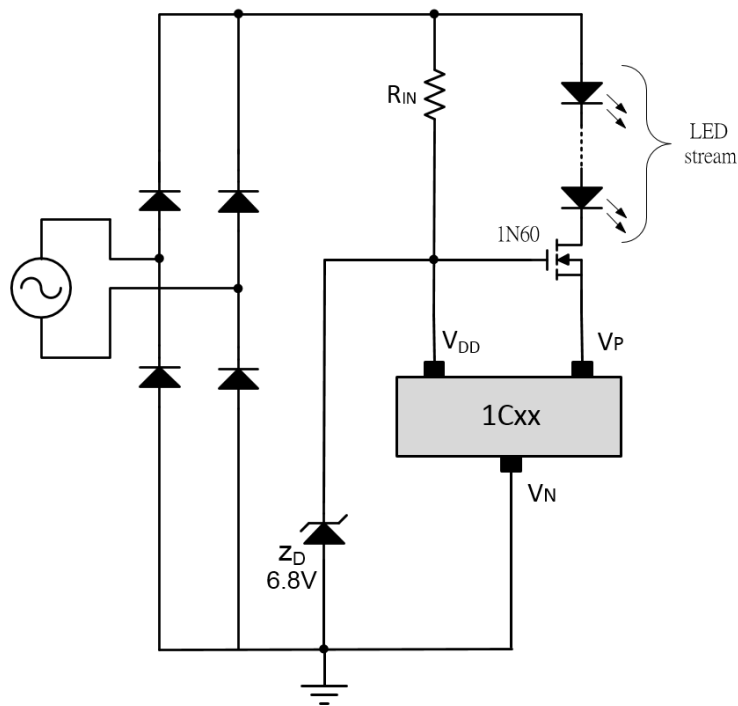 RIN
LED
stream
1N60
VDD
VP
1Cxx
VN
ZD
6.8V